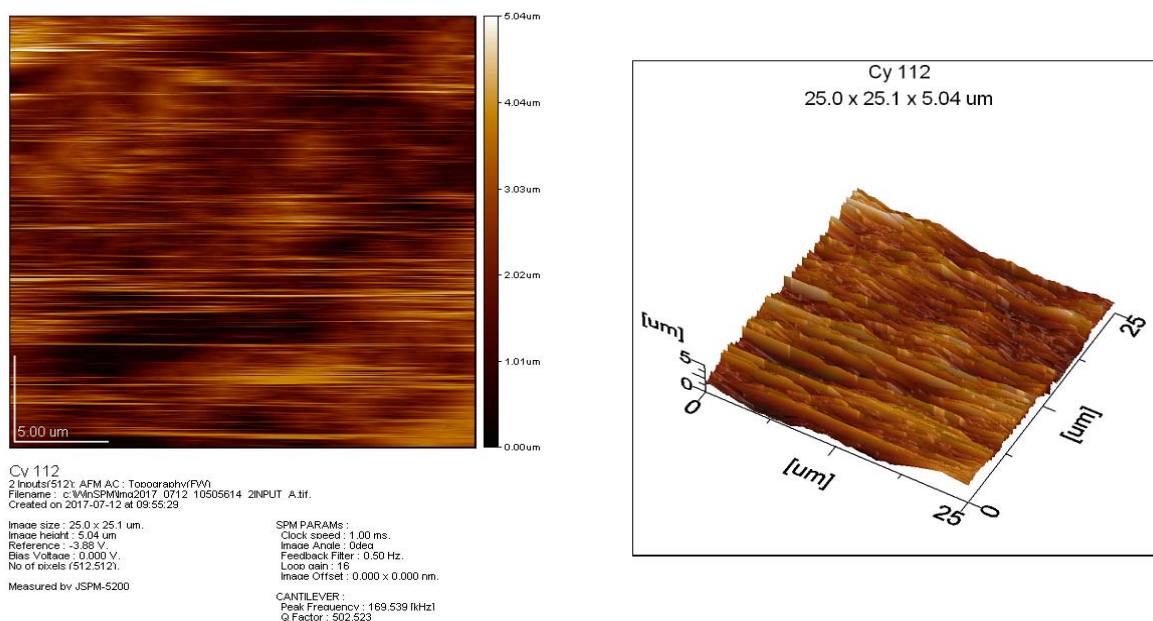 5.04um
4.04um
3.03um
2.02um
1.01um
0.00um
5.00 um
Cy 112
2 Inputs(512): AFM AC : Topography(FW)
Filename : c:\WinSPM\Img2017_0712_10505614_2INPUT_A.tif.
Created on 2017-07-12 at 09:55:29
Image size : 25.0 x 25.1 um.
Image height : 5.04 um
Reference : -3.88 V.
Bias Voltage : 0.000 V.
No of pixels (512,512).
Measured by JSPM-5200
SPM PARAMs :
Clock speed : 1.00 ms.
Image Angle : 0deg
Feedback Filter : 0.50 Hz.
Loop gain : 16
Image Offset : 0.000 x 0.000 nm.
CANTILEVER :
Peak Frequency : 169.539 [kHz]
Q Factor : 502.523
Cy 112
25.0 x 25.1 x 5.04 um
[um]
5
0
0
[um]
25
0
[um]
25